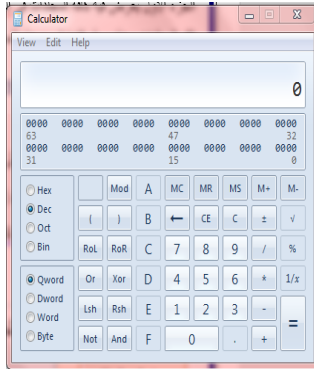 Calculator
View Edit Help
0
0000 0000 0000 0000 0000 0000 0000 0000
63 47 32
0000 0000 0000 0000 0000 0000 0000 0000
31 15 0
Hex Mod A MC MR MS M+ M-
Dec ( ) B ← CE C ± √
Oct
Bin RoL RoR C 7 8 9 / %
Qword Or Xor D 4 5 6 * 1/x
Dword Lsh Rsh E 1 2 3 - =
Word
Byte Not And F 0 . +